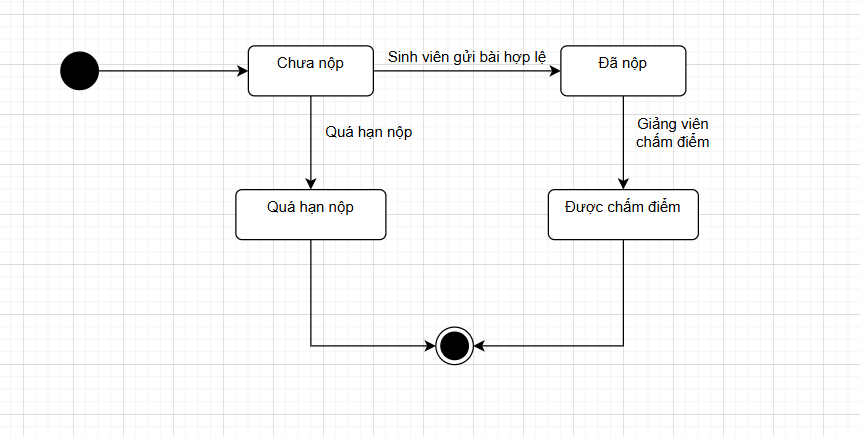 Chưa nộp
Sinh viên gửi bài hợp lệ
Đã nộp
Quá hạn nộp
Giảng viên
chấm điểm
Quá hạn nộp
Được chấm điểm